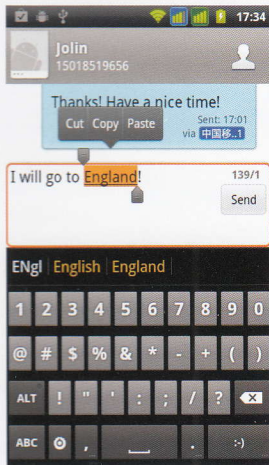 17:34
Jolin
15018519656
Thanks! Have a nice time!
Sent: 17:01
via 中国移..1
Cut Copy Paste
I will go to England!
139/1
Send
ENgl English England
1 2 3 4 5 6 7 8 9 0
@ # $ % & * - + ( )
ALT ! " ' : ; / ?
ABC , . :-)